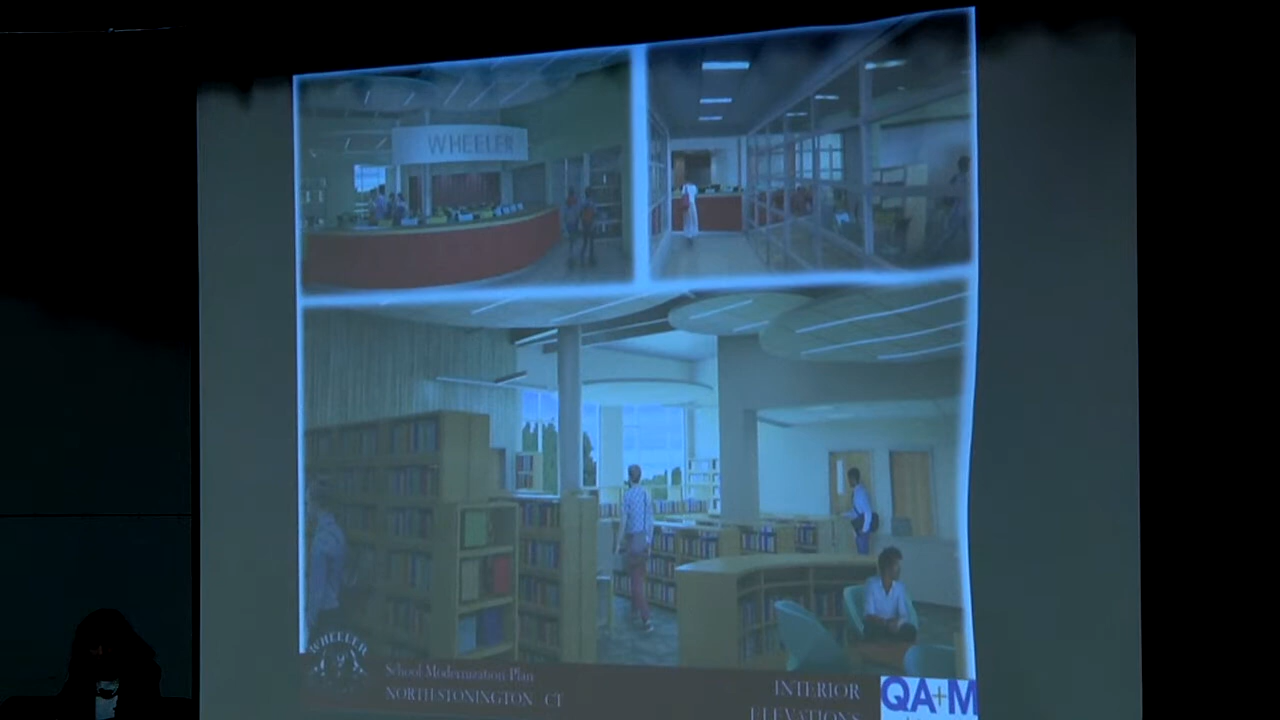 WHEELER
WHEELER
School Modernization Plan
NORTH STONINGTON CT
INTERIOR
ELEVATIONS
QA+M